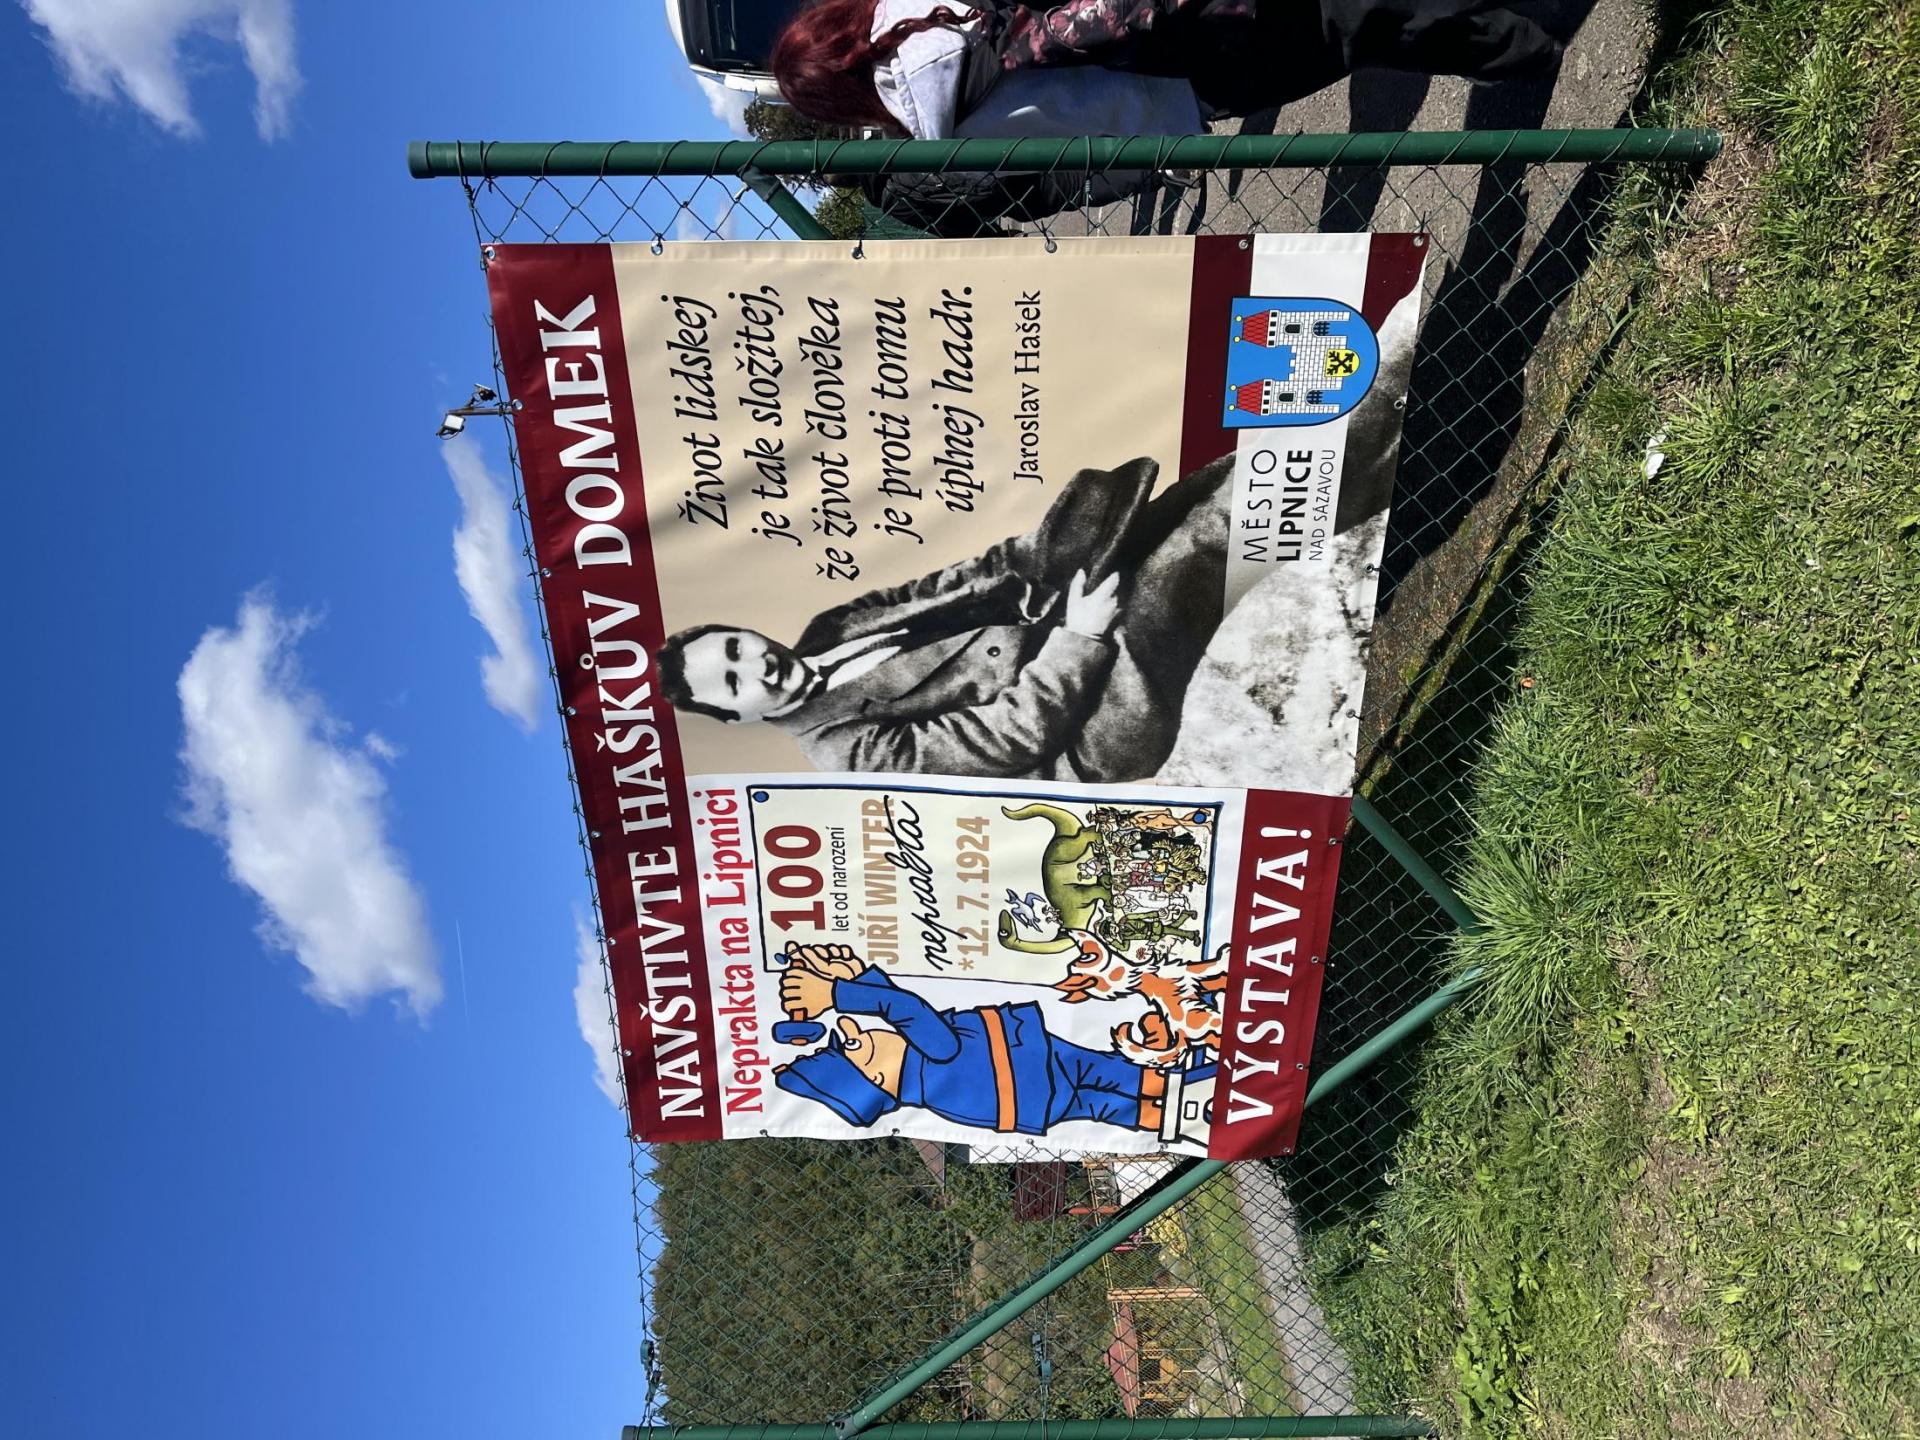 NAVŠTIVTE HAŠKŮV DOMEK
Neprakta na Lipnici
100
let od narození
JIŘÍ WINTER
neprakta
*12. 7. 1924
VÝSTAVA!
Život lidskej
je tak složitej,
že život člověka
je proti tomu
úplnej hadr.
Jaroslav Hašek
MĚSTO
LIPNICE
NAD SÁZAVOU